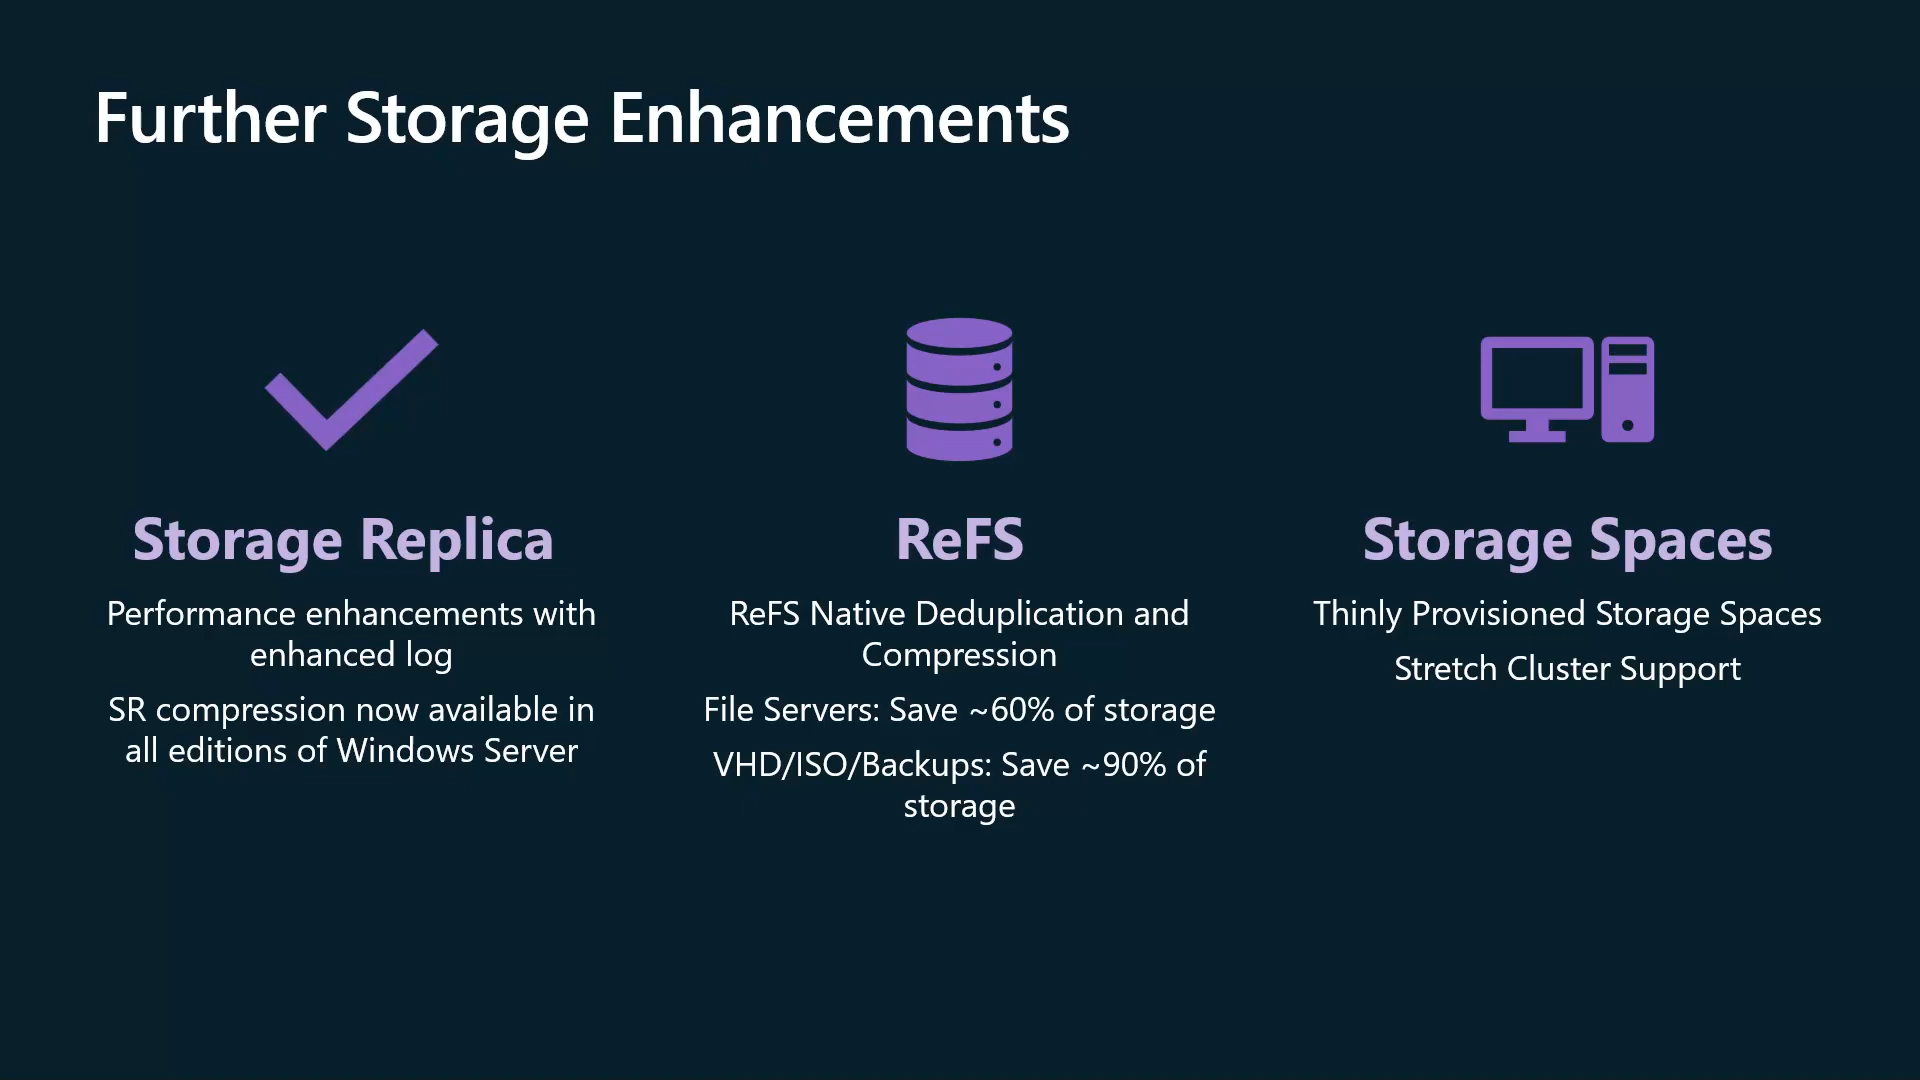 Further Storage Enhancements
Storage Replica
Performance enhancements with
enhanced log
SR compression now available in
all editions of Windows Server
ReFS
ReFS Native Deduplication and
Compression
File Servers: Save ~60% of storage
VHD/ISO/Backups: Save ~90% of
storage
Storage Spaces
Thinly Provisioned Storage Spaces
Stretch Cluster Support